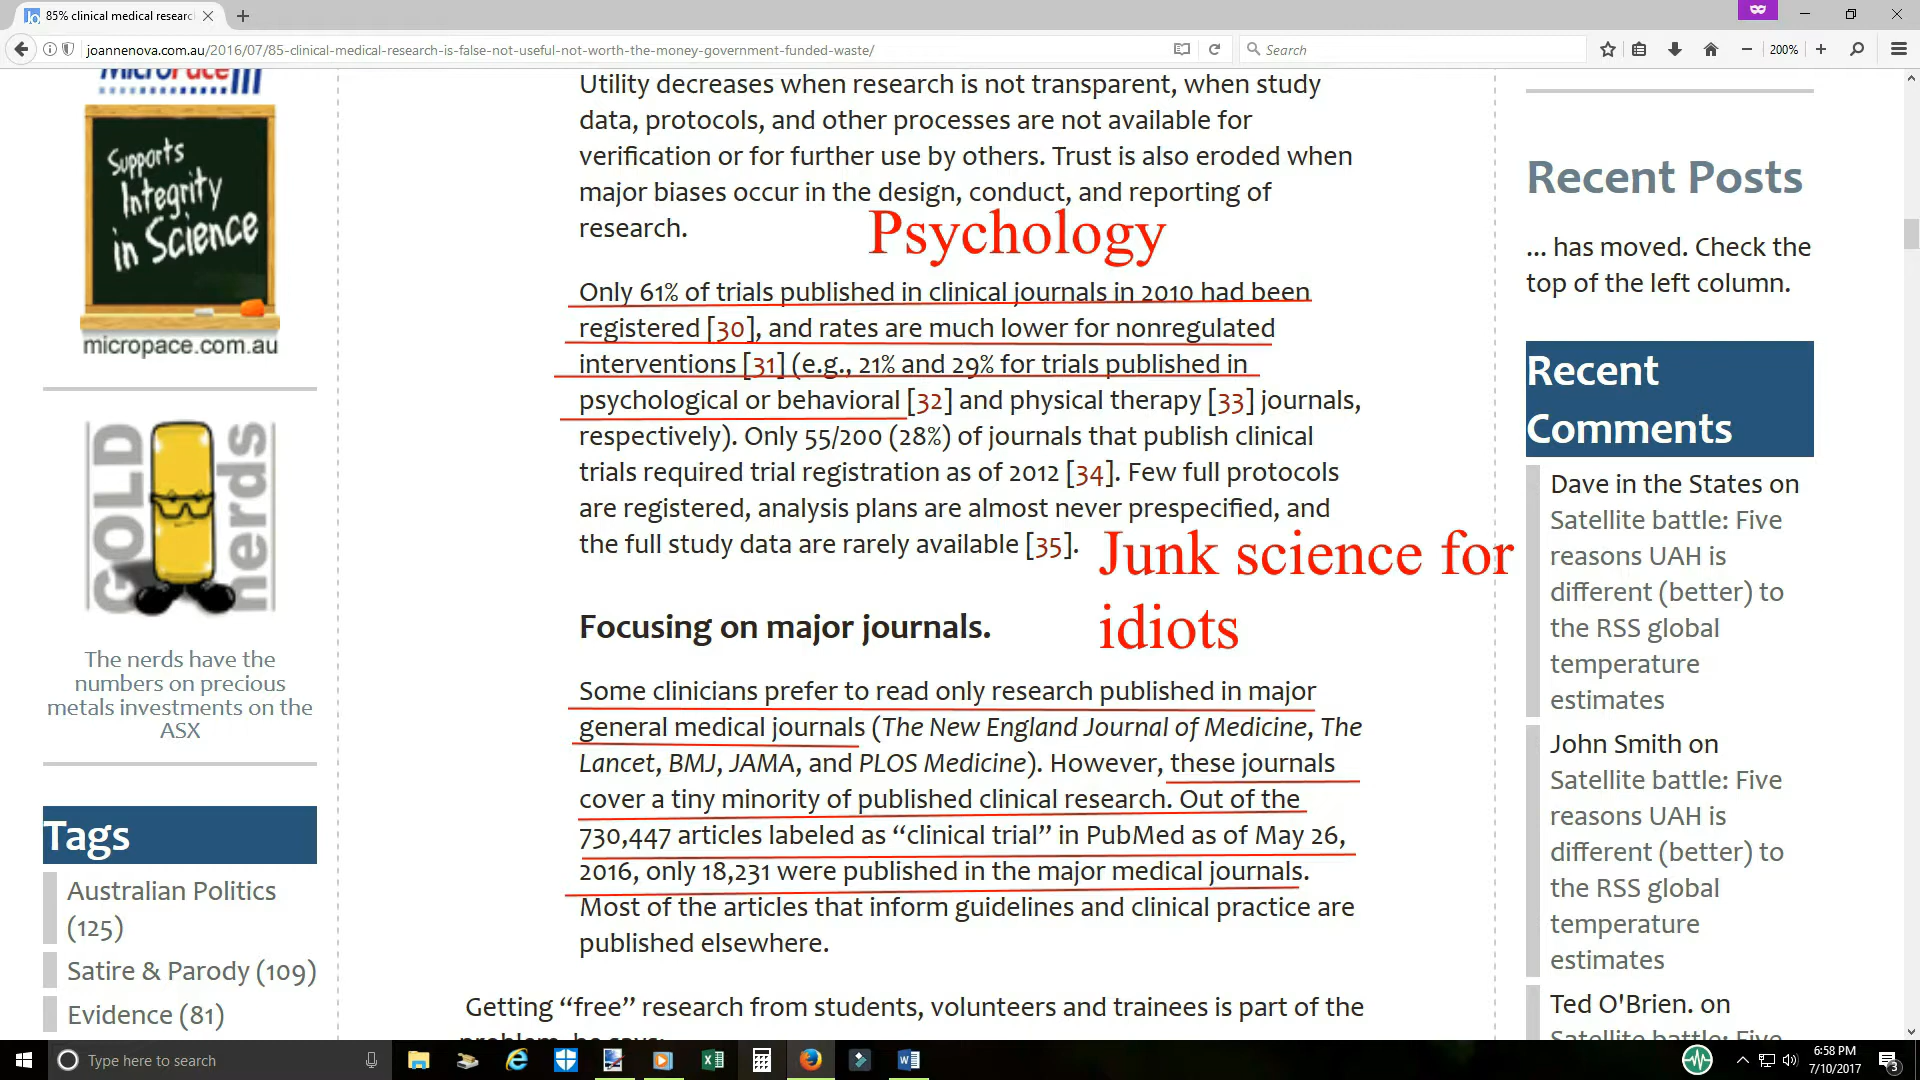 85% clinical medical researc
joannenova.com.au/2016/07/85-clinical-medical-research-is-false-not-useful-not-worth-the-money-government-funded-waste/
Search
200%
Supports
Integrity
in Science
micropace.com.au
GOLD
nerds
The nerds have the
numbers on precious
metals investments on the
ASX
Tags
Australian Politics
(125)
Satire & Parody (109)
Evidence (81)
Utility decreases when research is not transparent, when study
data, protocols, and other processes are not available for
verification or for further use by others. Trust is also eroded when
major biases occur in the design, conduct, and reporting of
research.
Psychology
Only 61% of trials published in clinical journals in 2010 had been
registered [30], and rates are much lower for nonregulated
interventions [31] (e.g., 21% and 29% for trials published in
psychological or behavioral [32] and physical therapy [33] journals,
respectively). Only 55/200 (28%) of journals that publish clinical
trials required trial registration as of 2012 [34]. Few full protocols
are registered, analysis plans are almost never prespecified, and
the full study data are rarely available [35].
Junk science for
idiots
Focusing on major journals.
Some clinicians prefer to read only research published in major
general medical journals (The New England Journal of Medicine, The
Lancet, BMJ, JAMA, and PLOS Medicine). However, these journals
cover a tiny minority of published clinical research. Out of the
730,447 articles labeled as “clinical trial” in PubMed as of May 26,
2016, only 18,231 were published in the major medical journals.
Most of the articles that inform guidelines and clinical practice are
published elsewhere.
Getting “free” research from students, volunteers and trainees is part of the
Recent Posts
... has moved. Check the
top of the left column.
Recent
Comments
Dave in the States on
Satellite battle: Five
reasons UAH is
different (better) to
the RSS global
temperature
estimates
John Smith on
Satellite battle: Five
reasons UAH is
different (better) to
the RSS global
temperature
estimates
Ted O'Brien. on
Type here to search
6:58 PM
7/10/2017
3